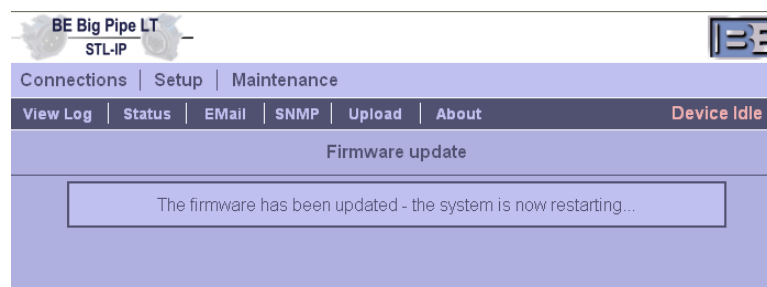 BE Big Pipe LT
STL-IP
BE
Connections | Setup | Maintenance
View Log | Status | EMail | SNMP | Upload | About Device Idle
Firmware update
The firmware has been updated - the system is now restarting...